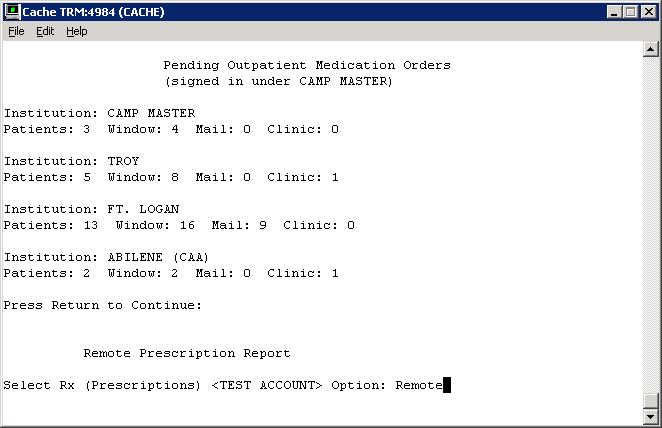 Cache TRM:4984 (CACHE)
File Edit Help
Pending Outpatient Medication Orders
(signed in under CAMP MASTER)
Institution: CAMP MASTER
Patients: 3  Window: 4  Mail: 0  Clinic: 0
Institution: TROY
Patients: 5  Window: 8  Mail: 0  Clinic: 1
Institution: FT. LOGAN
Patients: 13  Window: 16  Mail: 9  Clinic: 0
Institution: ABILENE (CAA)
Patients: 2  Window: 2  Mail: 0  Clinic: 1
Press Return to Continue:
Remote Prescription Report
Select Rx (Prescriptions) <TEST ACCOUNT> Option: Remote